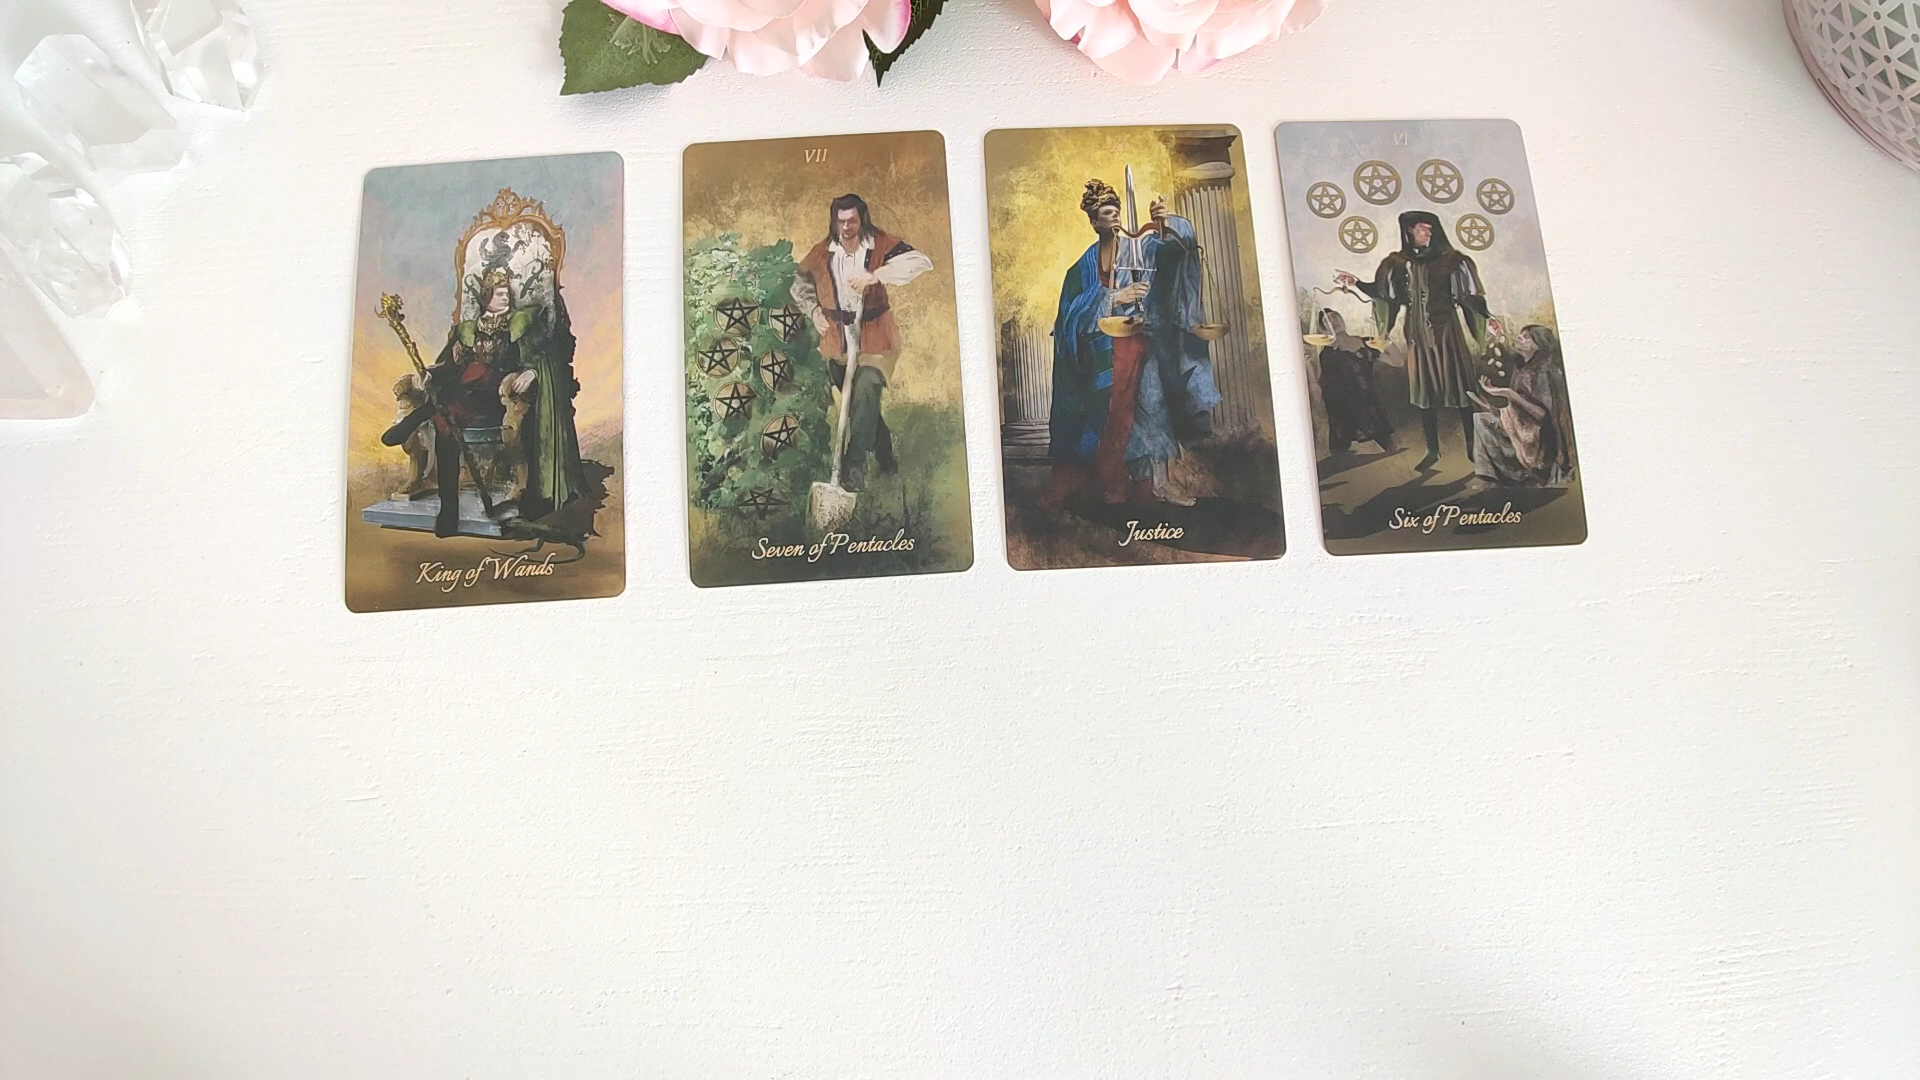 King of Wands
VII
Seven of Pentacles
Justice
VI
Six of Pentacles